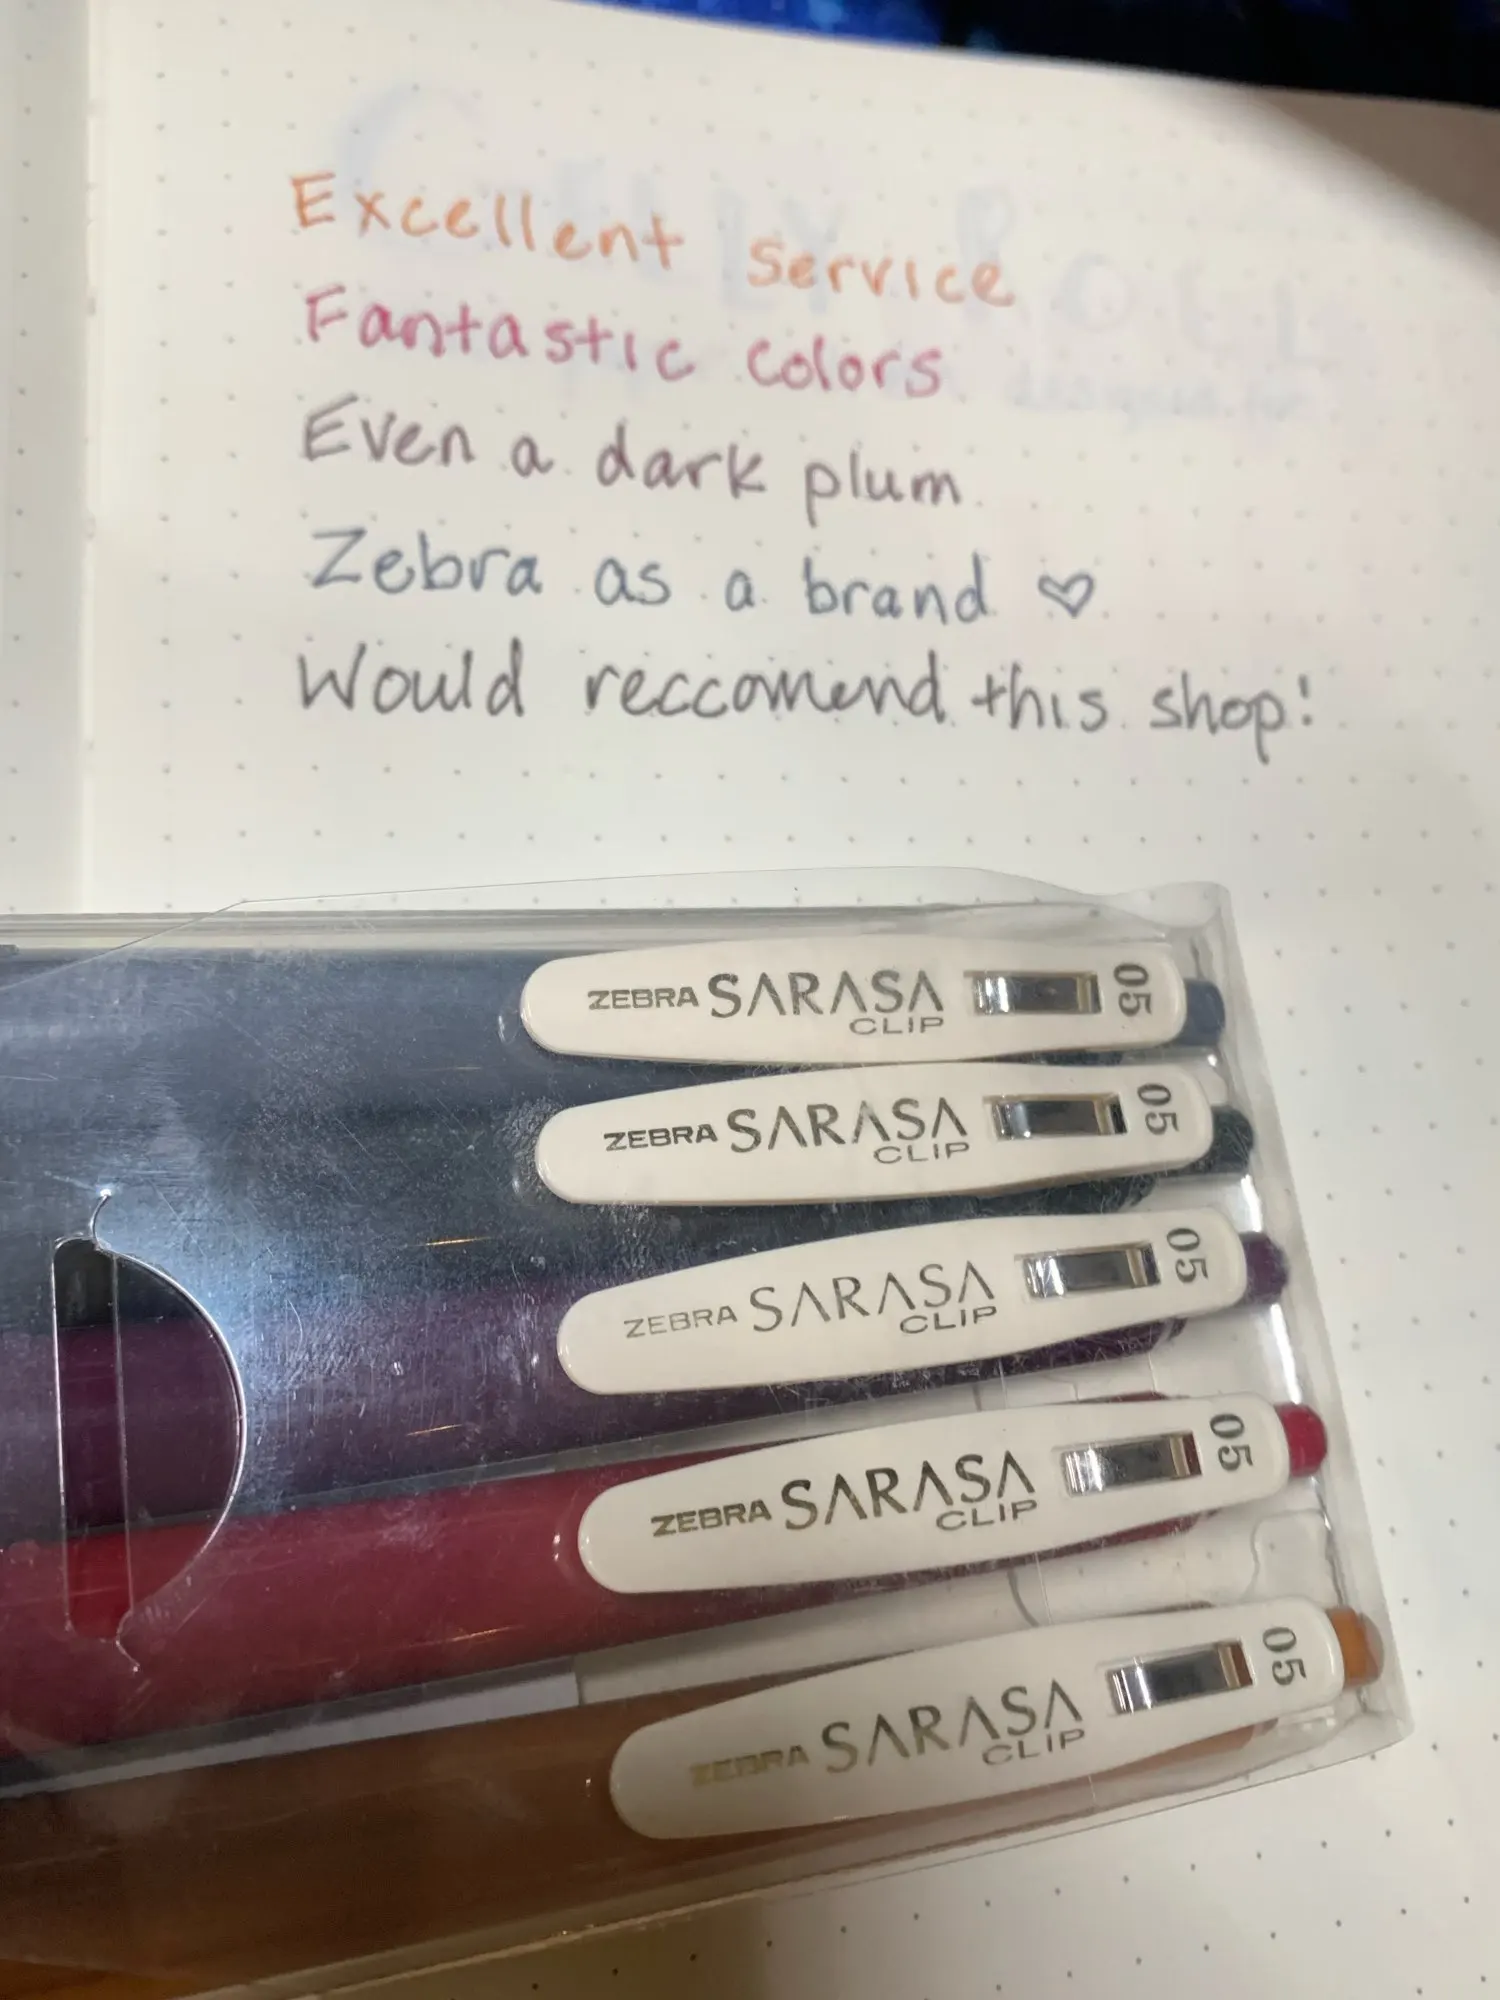 Excellent service
Fantastic colors
Even a dark plum
Zebra as a brand ♡
Would reccomend this shop!
ZEBRA SARASA CLIP 05
ZEBRA SARASA CLIP 05
ZEBRA SARASA CLIP 05
ZEBRA SARASA CLIP 05
ZEBRA SARASA CLIP 05